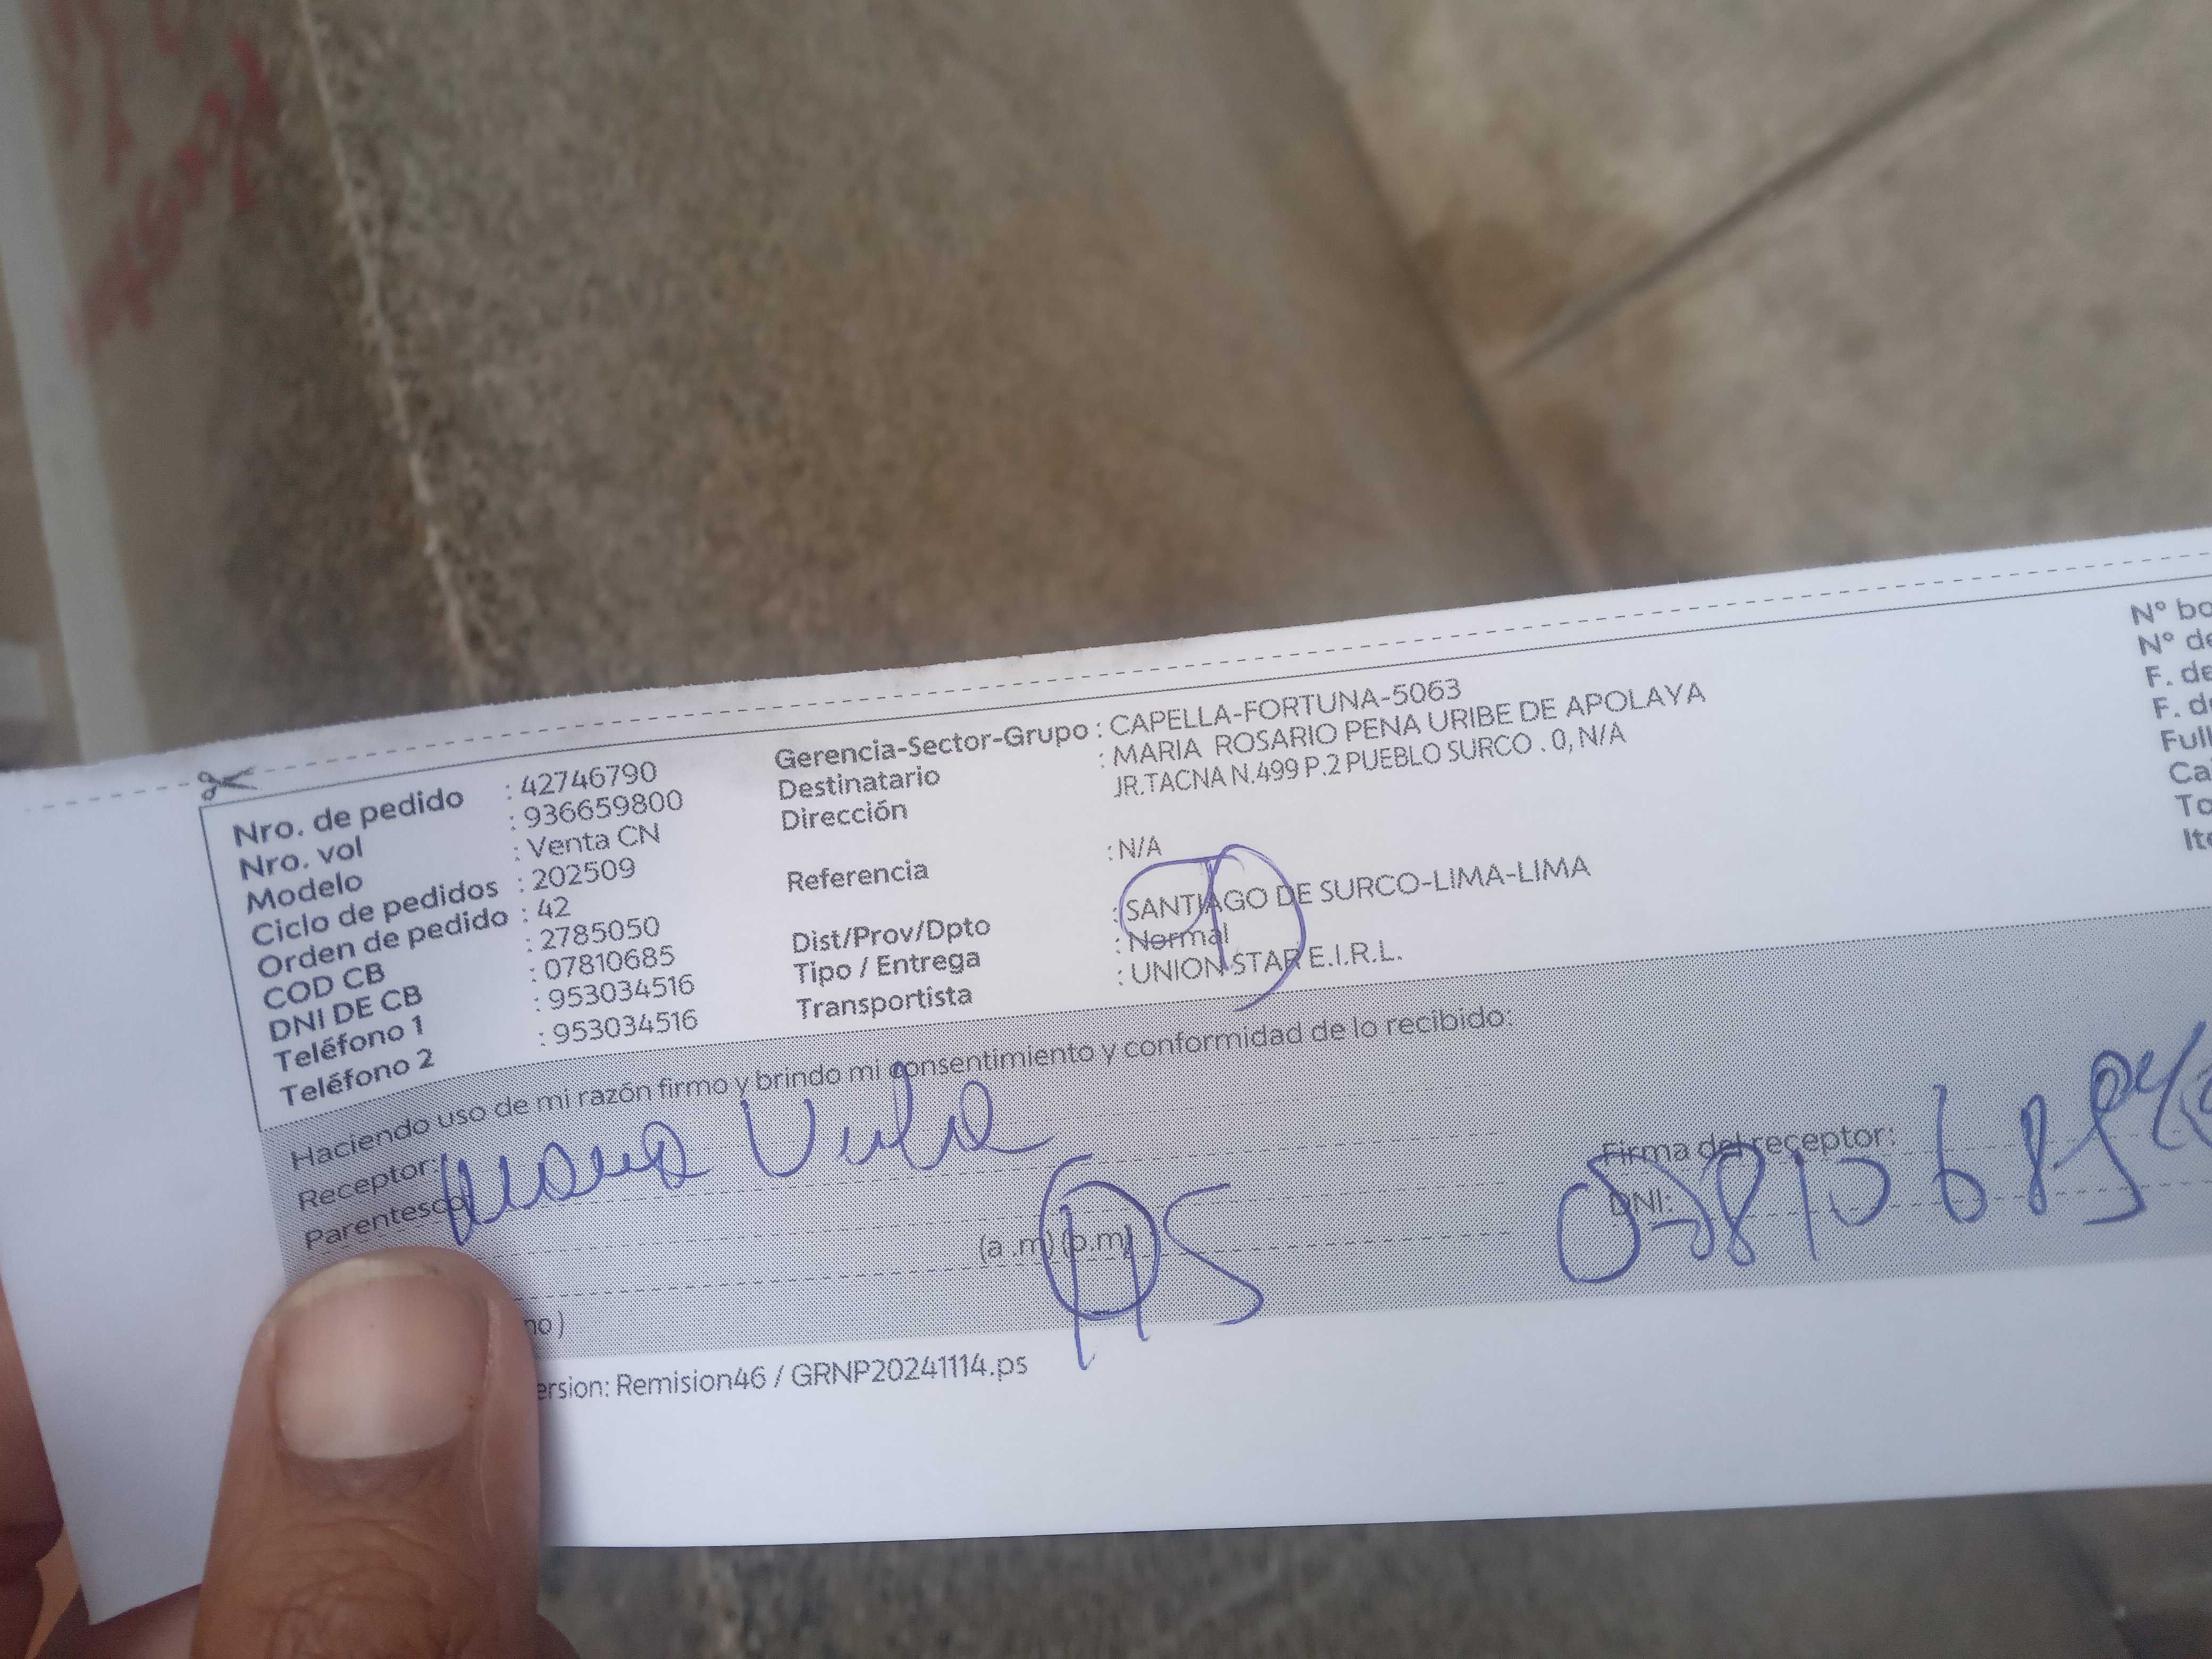 Nro. de pedido : 42746790
Nro. vol : 936659800
Modelo : Venta CN
Ciclo de pedidos : 202509
Orden de pedido : 42
COD CB : 2785050
DNI DE CB : 07810685
Teléfono 1 : 953034516
Teléfono 2 : 953034516
Gerencia-Sector-Grupo : CAPELLA-FORTUNA-5063
Destinatario : MARIA ROSARIO PENA URIBE DE APOLAYA
Dirección JR.TACNA N.499 P.2 PUEBLO SURCO . 0, N/A
Referencia : N/A
Dist/Prov/Dpto : SANTIAGO DE SURCO-LIMA-LIMA
Tipo / Entrega : Normal
Transportista : UNION STAR E.I.R.L.
N° bo
N° de
F. de
F. de
Full
Ca
To
Ite
Haciendo uso de mi razón firmo y brindo mi consentimiento y conformidad de lo recibido:
Receptor:
Parentesco
Firma del receptor:
DNI: 07810685
(a .m) (p.m)
no )
ersion: Remision46 / GRNP20241114.ps